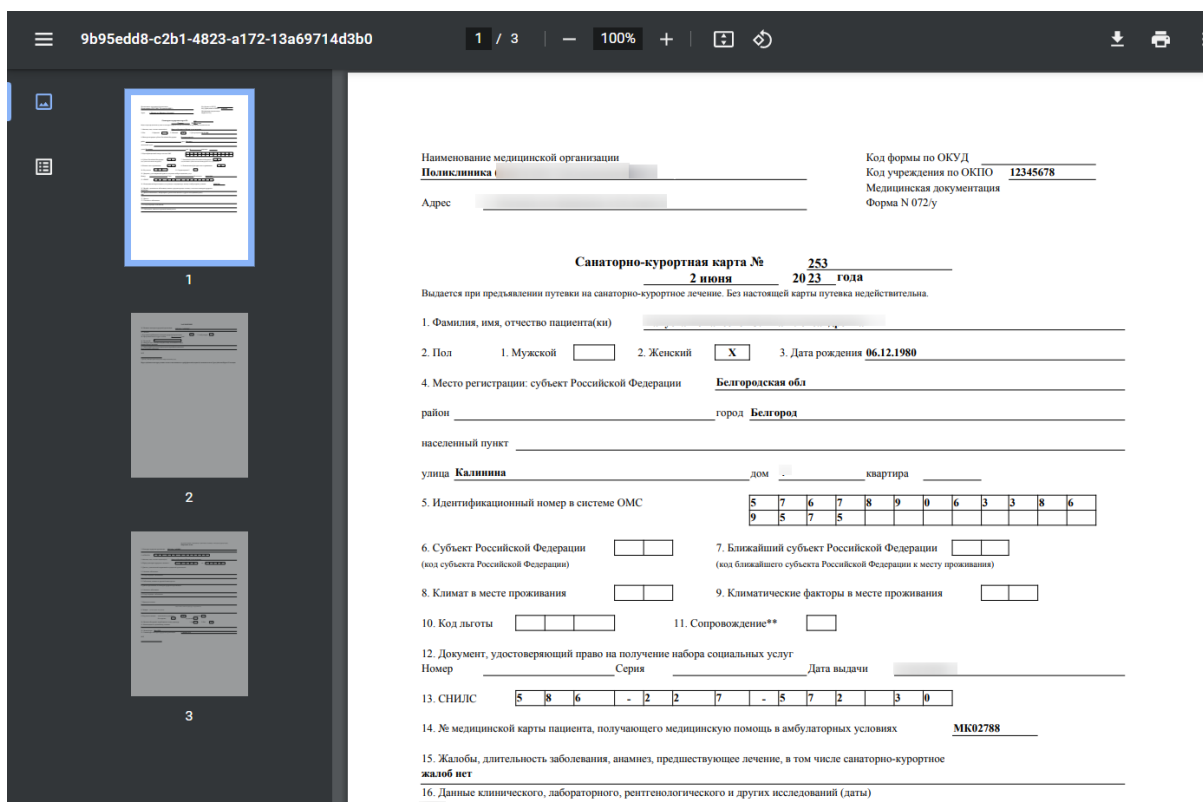 9b95edd8-c2b1-4823-a172-13a69714d3b0 1 / 3 100%
1
2
3
Наименование медицинской организации
Поликлиника
Адрес
Код формы по ОКУД
Код учреждения по ОКПО 12345678
Медицинская документация
Форма N 072/у
Санаторно-курортная карта № 253
2 июня 20 23 года
Выдается при предъявлении путевки на санаторно-курортное лечение. Без настоящей карты путевка недействительна.
1. Фамилия, имя, отчество пациента(ки)
2. Пол 1. Мужской 2. Женский X 3. Дата рождения 06.12.1980
4. Место регистрации: субъект Российской Федерации Белгородская обл
район город Белгород
населенный пункт
улица Калинина дом квартира
5. Идентификационный номер в системе ОМС 5 7 6 7 8 9 0 6 3 3 8 6
9 5 7 5
6. Субъект Российской Федерации 7. Ближайший субъект Российской Федерации
(код субъекта Российской Федерации) (код ближайшего субъекта Российской Федерации к месту проживания)
8. Климат в месте проживания 9. Климатические факторы в месте проживания
10. Код льготы 11. Сопровождение**
12. Документ, удостоверяющий право на получение набора социальных услуг
Номер Серия Дата выдачи
13. СНИЛС 5 8 6 - 2 2 7 - 5 7 2 3 0
14. № медицинской карты пациента, получающего медицинскую помощь в амбулаторных условиях МК02788
15. Жалобы, длительность заболевания, анамнез, предшествующее лечение, в том числе санаторно-курортное
жалоб нет
16. Данные клинического, лабораторного, рентгенологического и других исследований (даты)